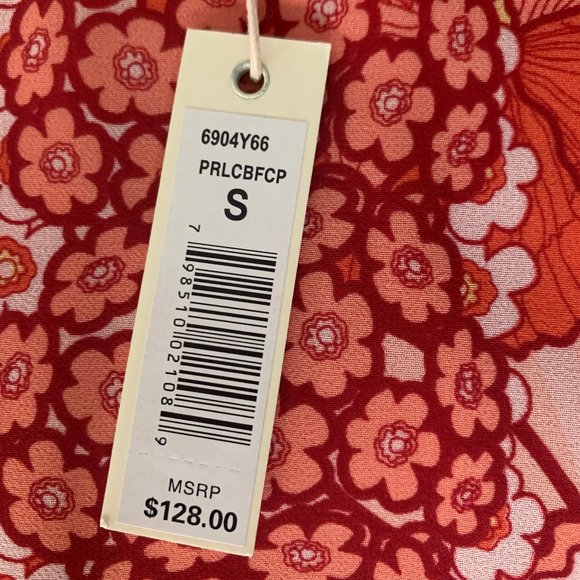 6904Y66
PRLCBFCP
S
7 98510 02108 9
MSRP
$128.00